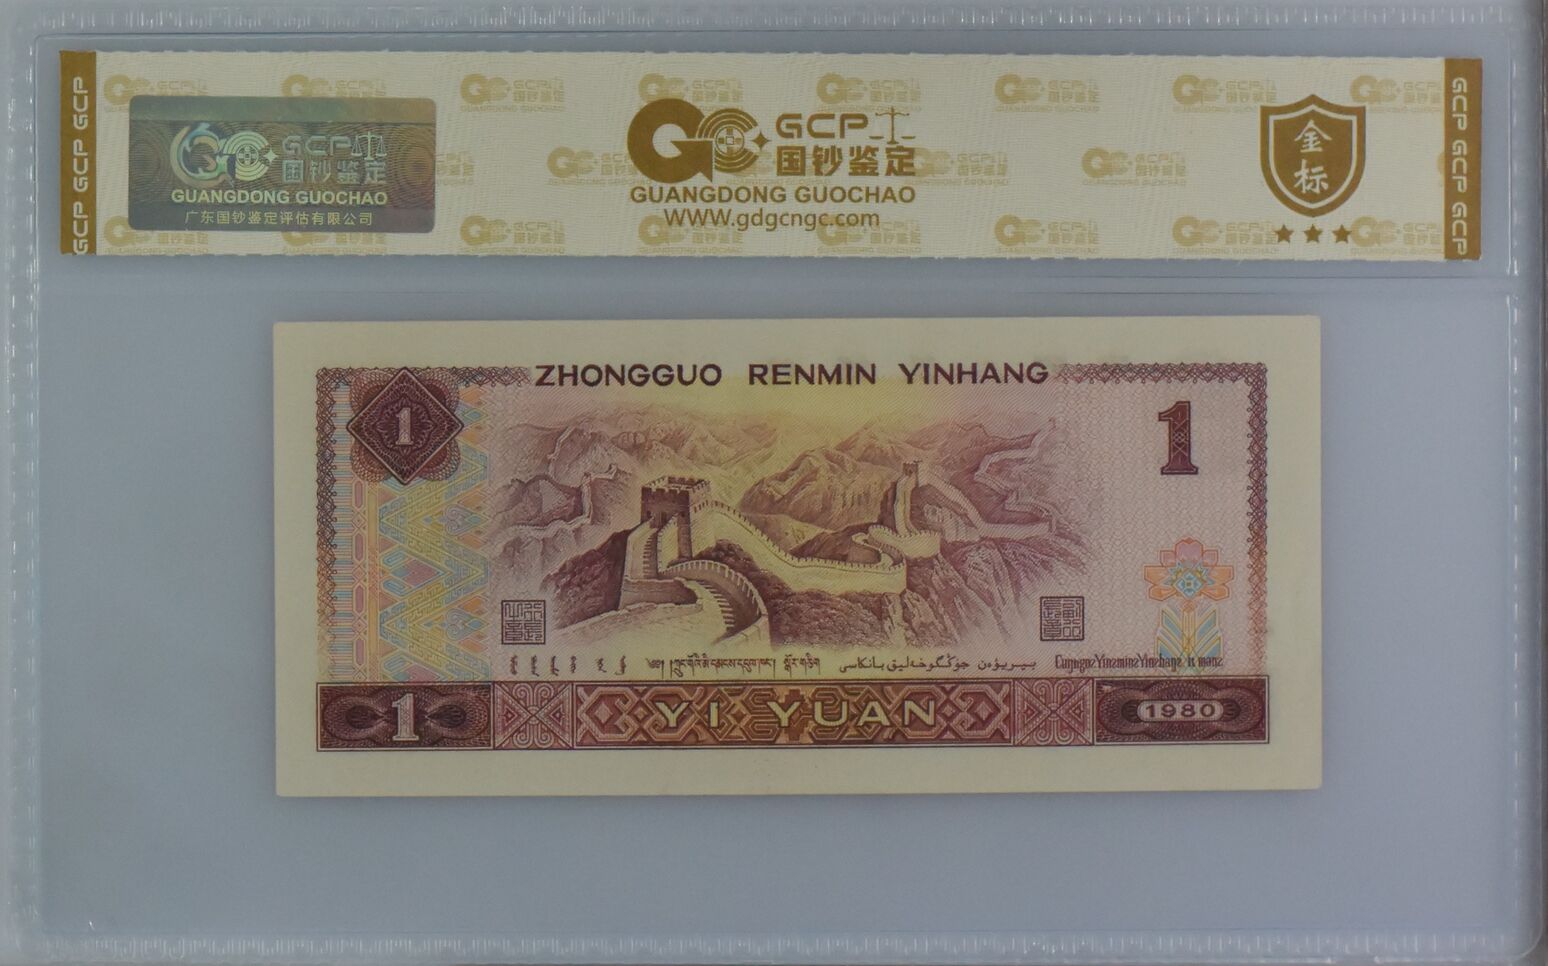 GCP GCP GCP
GCP 国钞鉴定
GUANGDONG GUOCHAO
广东国钞鉴定评估有限公司
GCP
国钞鉴定
GUANGDONG GUOCHAO
WWW.gdgcngc.com
金标
GCP GCP GCP
ZHONGGUO RENMIN YINHANG
1
1
1
YI YUAN
1980